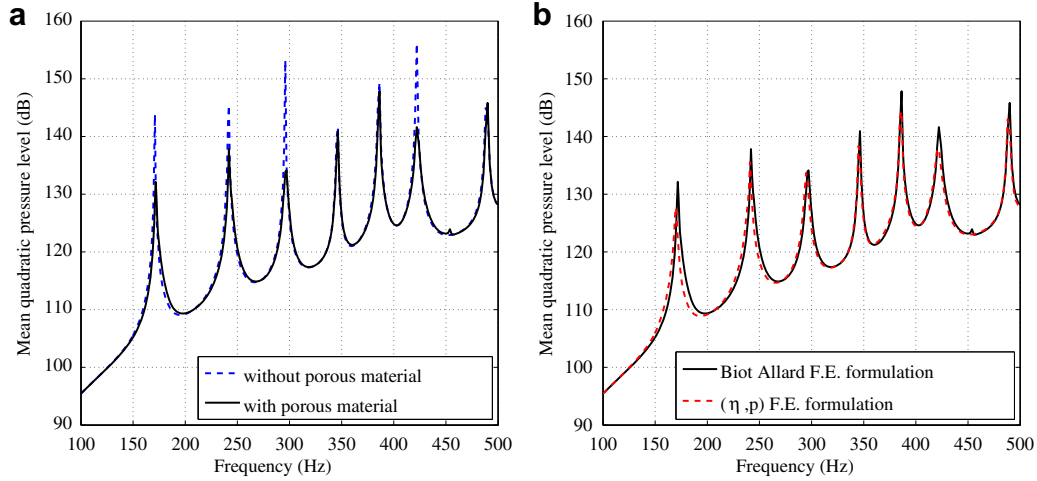 a
160
150
140
130
120
110
100
90
Mean quadratic pressure level (dB)
100 150 200 250 300 350 400 450 500
Frequency (Hz)
without porous material
with porous material
b
160
150
140
130
120
110
100
90
Mean quadratic pressure level (dB)
100 150 200 250 300 350 400 450 500
Frequency (Hz)
Biot Allard F.E. formulation
(η,p) F.E. formulation